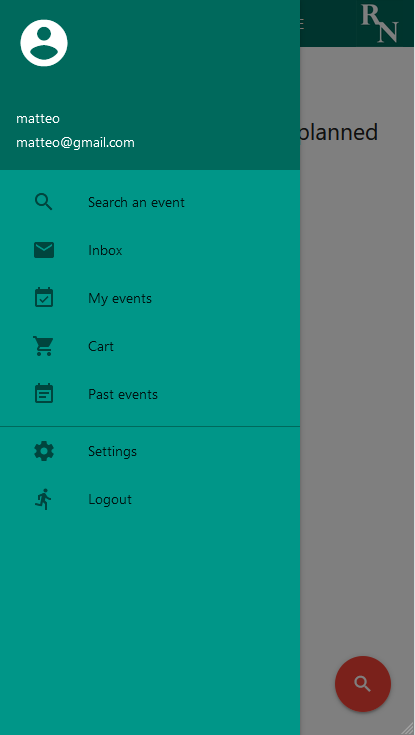 RN
matteo
matteo@gmail.com
planned
Search an event
Inbox
My events
Cart
Past events
Settings
Logout